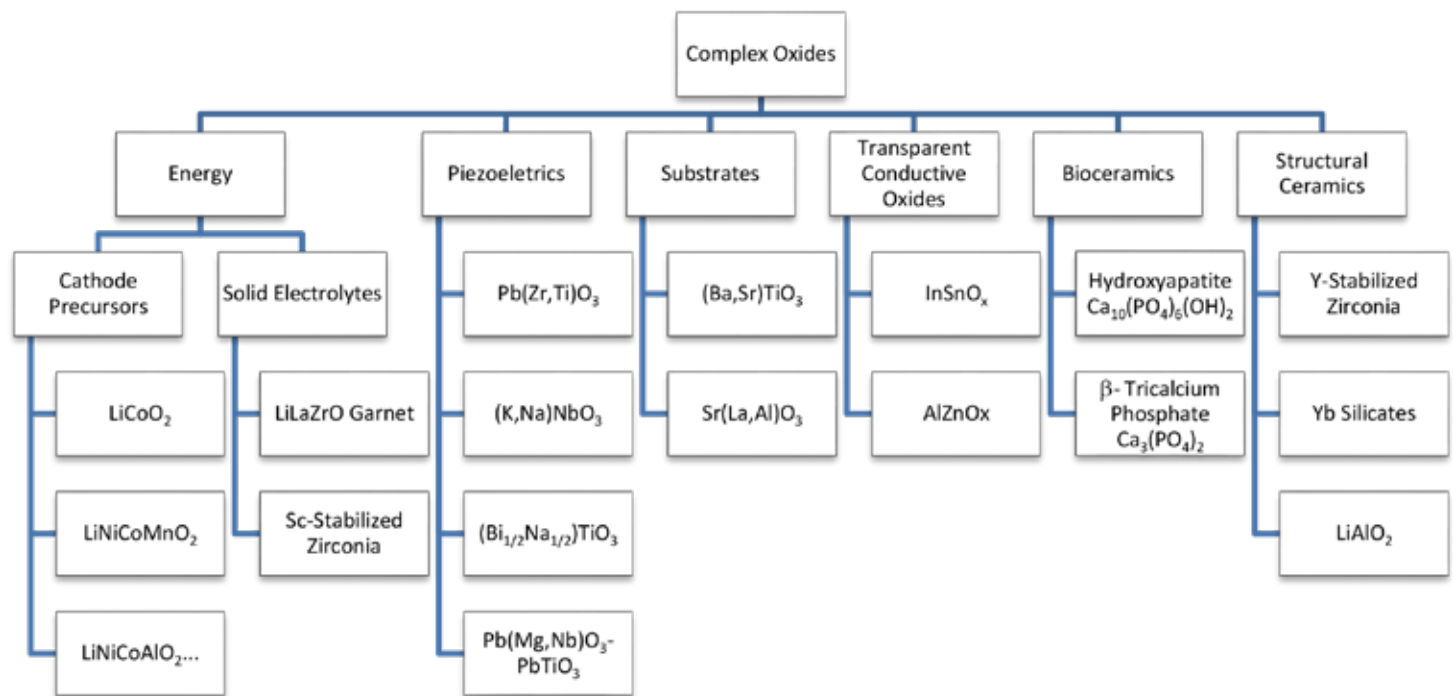 Complex Oxides
Energy
Piezoeletrics
Substrates
Transparent
Conductive
Oxides
Bioceramics
Structural
Ceramics
Cathode
Precursors
Solid Electrolytes
LiCoO₂
LiNiCoMnO₂
LiNiCoAlO₂...
LiLaZrO Garnet
Sc-Stabilized
Zirconia
Pb(Zr,Ti)O₃
(K,Na)NbO₃
(Bi₁/₂Na₁/₂)TiO₃
Pb(Mg,Nb)O₃-
PbTiO₃
(Ba,Sr)TiO₃
Sr(La,Al)O₃
InSnOₓ
AlZnOx
Hydroxyapatite
Ca₁₀(PO₄)₆(OH)₂
β- Tricalcium
Phosphate
Ca₃(PO₄)₂
Y-Stabilized
Zirconia
Yb Silicates
LiAlO₂